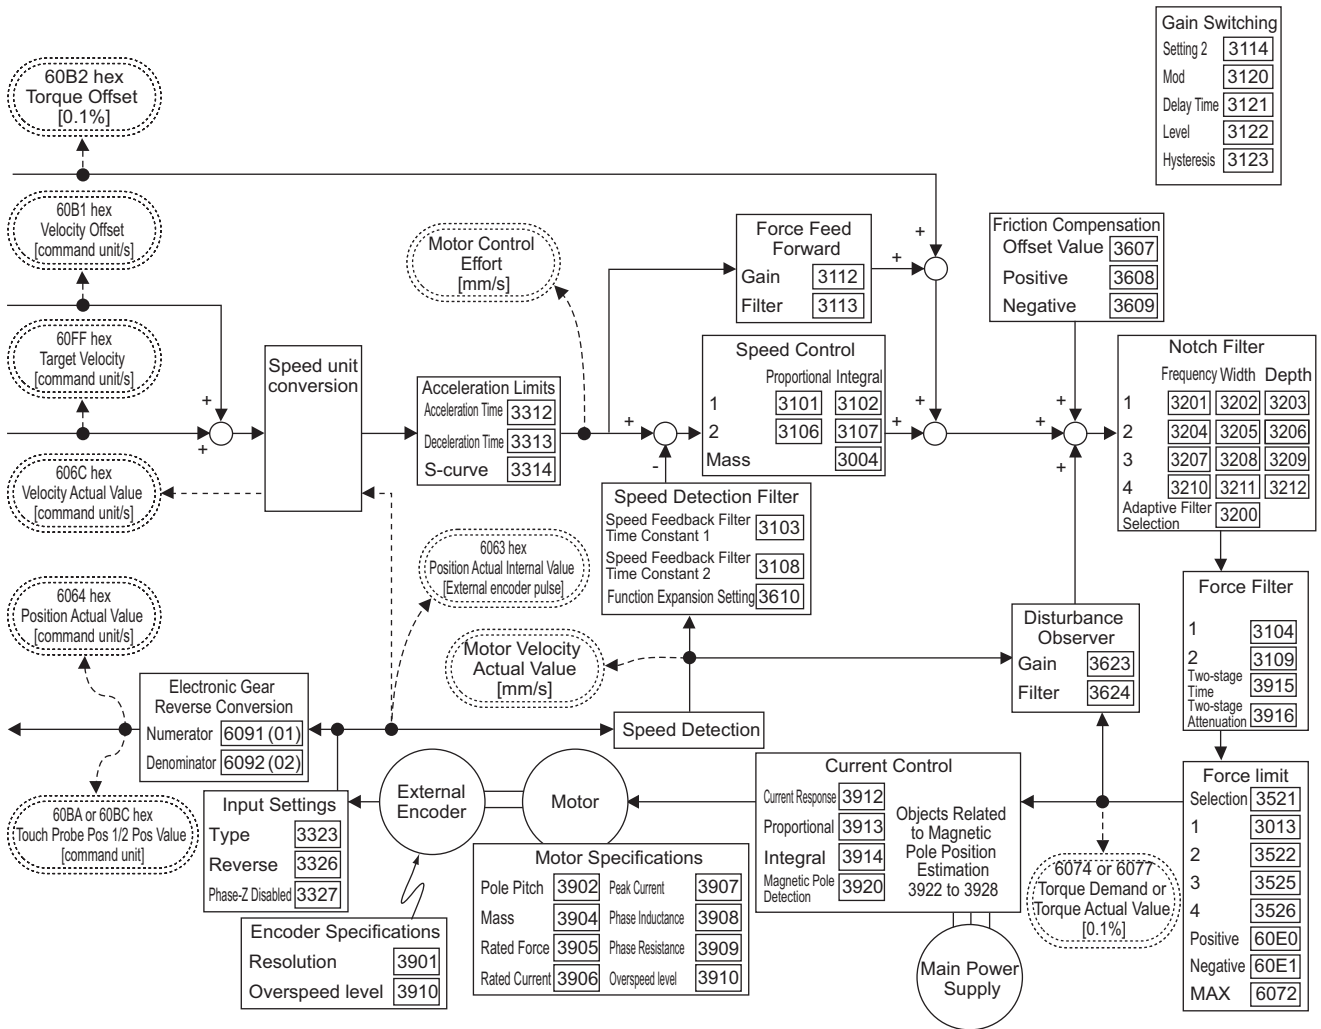 Gain Switching
Setting 2 3114
Mod 3120
Delay Time 3121
Level 3122
Hysteresis 3123
60B2 hex
Torque Offset
[0.1%]
60B1 hex
Velocity Offset
[command unit/s]
60FF hex
Target Velocity
[command unit/s]
606C hex
Velocity Actual Value
[command unit/s]
+
+
Speed unit
conversion
Motor Control
Effort
[mm/s]
Acceleration Limits
Acceleration Time 3312
Deceleration Time 3313
S-curve 3314
Force Feed
Forward
Gain 3112
Filter 3113
+
+
Speed Control
Proportional Integral
1 3101 3102
2 3106 3107
Mass 3004
+
-
+
+
Friction Compensation
Offset Value 3607
Positive 3608
Negative 3609
+
+
+
Notch Filter
Frequency Width Depth
1 3201 3202 3203
2 3204 3205 3206
3 3207 3208 3209
4 3210 3211 3212
Adaptive Filter
Selection 3200
Speed Detection Filter
Speed Feedback Filter
Time Constant 1 3103
Speed Feedback Filter
Time Constant 2 3108
Function Expansion Setting 3610
6063 hex
Position Actual Internal Value
[External encoder pulse]
6064 hex
Position Actual Value
[command unit/s]
Motor Velocity
Actual Value
[mm/s]
Disturbance
Observer
Gain 3623
Filter 3624
Force Filter
1 3104
2 3109
Two-stage
Time 3915
Two-stage
Attenuation 3916
Electronic Gear
Reverse Conversion
Numerator 6091 (01)
Denominator 6092 (02)
Speed Detection
60BA or 60BC hex
Touch Probe Pos 1/2 Pos Value
[command unit]
Input Settings
Type 3323
Reverse 3326
Phase-Z Disabled 3327
External
Encoder
Motor
Current Control
Current Response 3912
Proportional 3913
Integral 3914
Magnetic Pole
Detection 3920
Objects Related
to Magnetic
Pole Position
Estimation
3922 to 3928
Force limit
Selection 3521
1 3013
2 3522
3 3525
4 3526
Positive 60E0
Negative 60E1
MAX 6072
6074 or 6077
Torque Demand or
Torque Actual Value
[0.1%]
Motor Specifications
Pole Pitch 3902 Peak Current 3907
Mass 3904 Phase Inductance 3908
Rated Force 3905 Phase Resistance 3909
Rated Current 3906 Overspeed level 3910
Encoder Specifications
Resolution 3901
Overspeed level 3910
Main Power
Supply